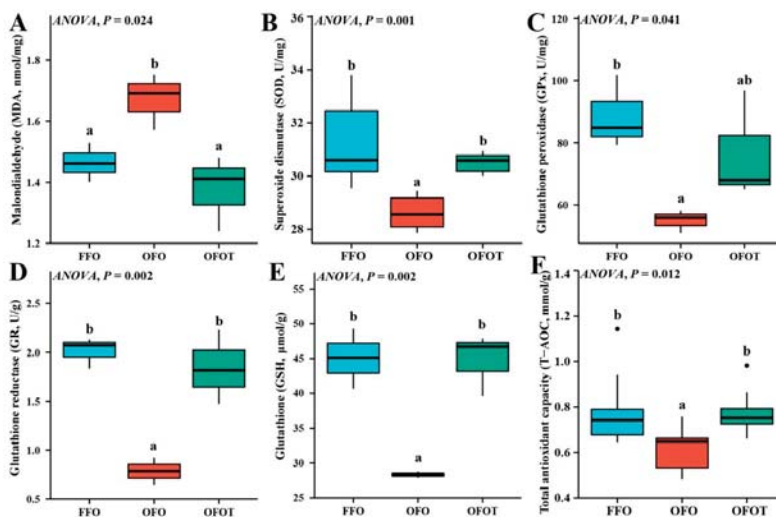 A
ANOVA, P = 0.024
Malondialdehyde (MDA, nmol/mg)
1.8
1.6
1.4
1.2
a
b
a
FFO
OFO
OFOT
B
ANOVA, P = 0.001
Superoxide dismutase (SOD, U/mg)
36
34
32
30
28
b
a
b
FFO
OFO
OFOT
C
ANOVA, P = 0.041
Glutathione peroxidase (GPx, U/mg)
100
80
60
b
a
ab
FFO
OFO
OFOT
D
ANOVA, P = 0.002
Glutathione reductase (GR, U/g)
2.5
2.0
1.5
1.0
0.5
b
a
b
FFO
OFO
OFOT
E
ANOVA, P = 0.002
Glutathione (GSH, μmol/g)
55
50
45
40
35
30
25
b
a
b
FFO
OFO
OFOT
F
ANOVA, P = 0.012
Total antioxidant capacity (T−AOC, mmol/g)
1.4
1.2
1.0
0.8
0.6
0.4
b
a
b
FFO
OFO
OFOT